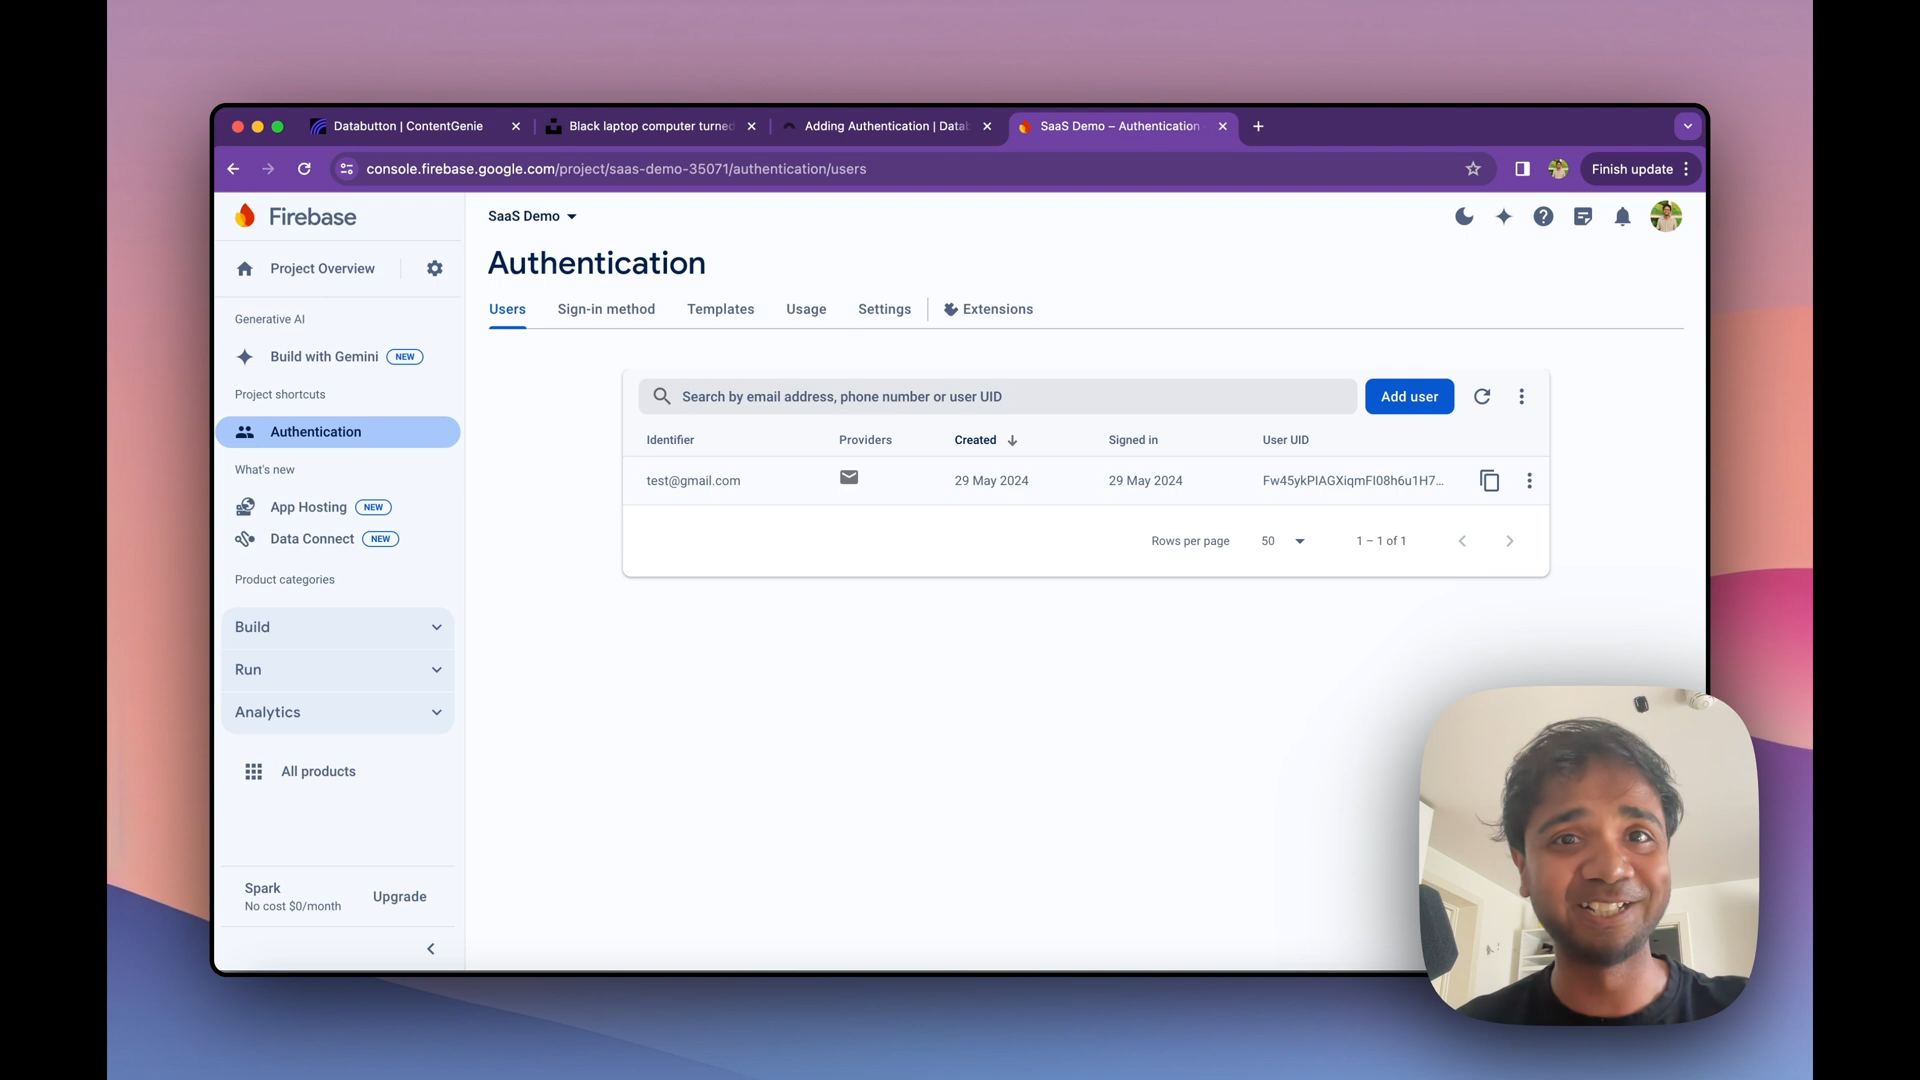 Databutton | ContentGenie
Black laptop computer turned
Adding Authentication | Datab
SaaS Demo – Authentication
console.firebase.google.com/project/saas-demo-35071/authentication/users
Finish update
Firebase
SaaS Demo
Project Overview
Authentication
Users
Sign-in method
Templates
Usage
Settings
Extensions
Generative AI
Build with Gemini NEW
Project shortcuts
Authentication
What's new
App Hosting NEW
Data Connect NEW
Product categories
Build
Run
Analytics
All products
Spark
No cost $0/month
Upgrade
Search by email address, phone number or user UID
Add user
Identifier
Providers
Created
Signed in
User UID
test@gmail.com
29 May 2024
29 May 2024
Fw45ykPIAGXiqmFI08h6u1H7...
Rows per page
50
1 – 1 of 1